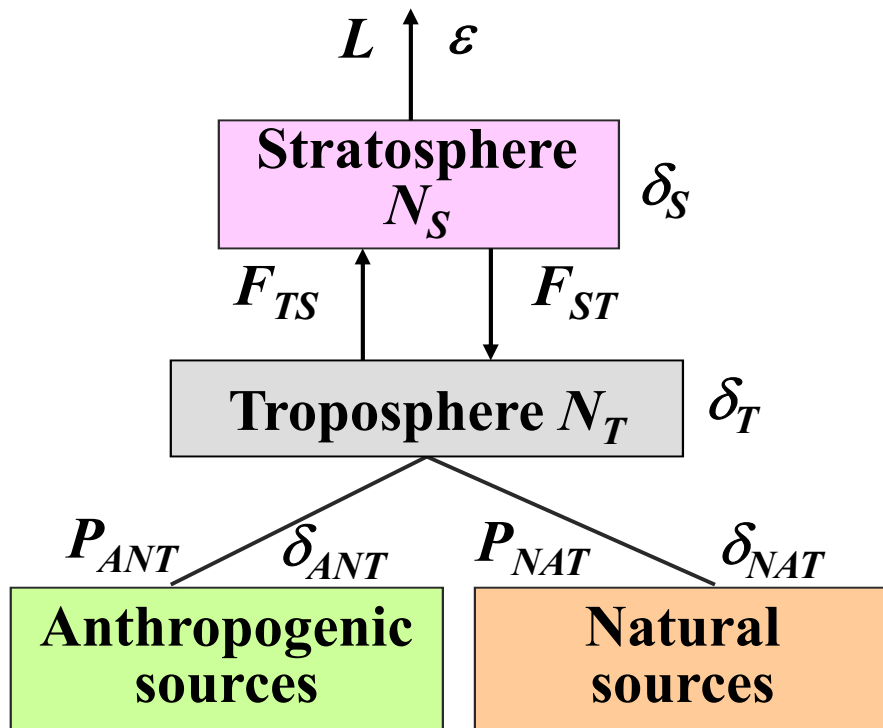 L ε
Stratosphere
N_S
δ_S
F_TS F_ST
Troposphere N_T
δ_T
P_ANT δ_ANT P_NAT δ_NAT
Anthropogenic
sources
Natural
sources